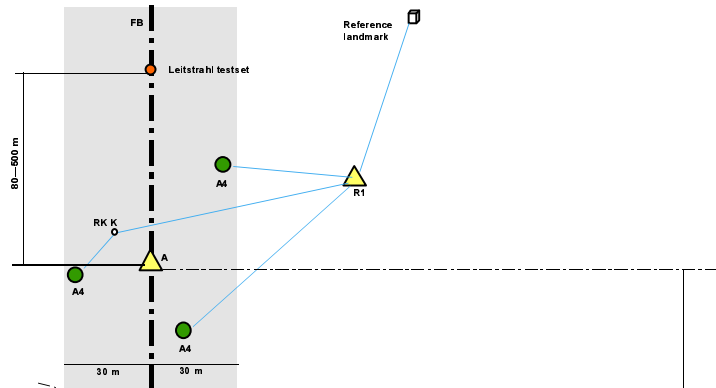 FB
Reference
landmark
Leitstrahl testset
80—500 m
A4
R1
RK K
A
A4
A4
30 m
30 m